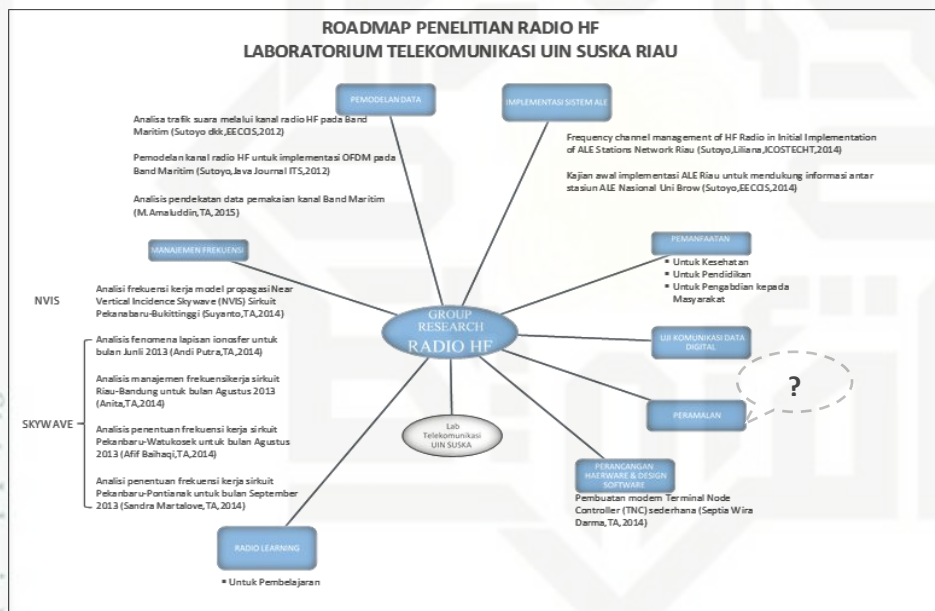 ROADMAP PENELITIAN RADIO HF
LABORATORIUM TELEKOMUNIKASI UIN SUSKA RIAU
PEMODELAN DATA
Analisa trafik suara melalui kanal radio HF pada Band
Maritim (Sutoyo dkk,EECCIS,2012)
Pemodelan kanal radio HF untuk implementasi OFDM pada
Band Maritim (Sutoyo,Java Journal ITS,2012)
Analisis pendekatan data pemakaian kanal Band Maritim
(M.Amaluddin,TA,2015)
IMPLEMENTASI SISTEM ALE
Frequency channel management of HF Radio in Initial Implementation
of ALE Stations Network Riau (Sutoyo,Liliana,ICOSTECHT,2014)
Kajian awal implementasi ALE Riau untuk mendukung informasi antar
stasiun ALE Nasional Uni Brow (Sutoyo,EECCIS,2014)
MANAJEMEN FREKUENSI
NVIS
Analisi frekuensi kerja model propagasi Near
Vertical Incidence Skywave (NVIS) Sirkuit
Pekanabaru-Bukittinggi (Suyanto,TA,2014)
SKYWAVE
Analisis fenomena lapisan ionosfer untuk
bulan Junli 2013 (Andi Putra,TA,2014)
Analisis manajemen frekuensikerja sirkuit
Riau-Bandung untuk bulan Agustus 2013
(Anita,TA,2014)
Analisis penentuan frekuensi kerja sirkuit
Pekanbaru-Watukosek untuk bulan Agustus
2013 (Afif Baihaqi,TA,2014)
Analisi penentuan frekuensi kerja sirkuit
Pekanbaru-Pontianak untuk bulan September
2013 (Sandra Martalove,TA,2014)
PEMANFAATAN
▪ Untuk Kesehatan
▪ Untuk Pendidikan
▪ Untuk Pengabdian kepada
Masyarakat
GROUP
RESEARCH
RADIO HF
UJI KOMUNIKASI DATA
DIGITAL
?
PERAMALAN
Lab
Telekomunikasi
UIN SUSKA
PERANCANGAN
HAERWARE & DESIGN
SOFTWARE
Pembuatan modem Terminal Node
Controller (TNC) sederhana (Septia Wira
Darma,TA,2014)
RADIO LEARNING
▪ Untuk Pembelajaran